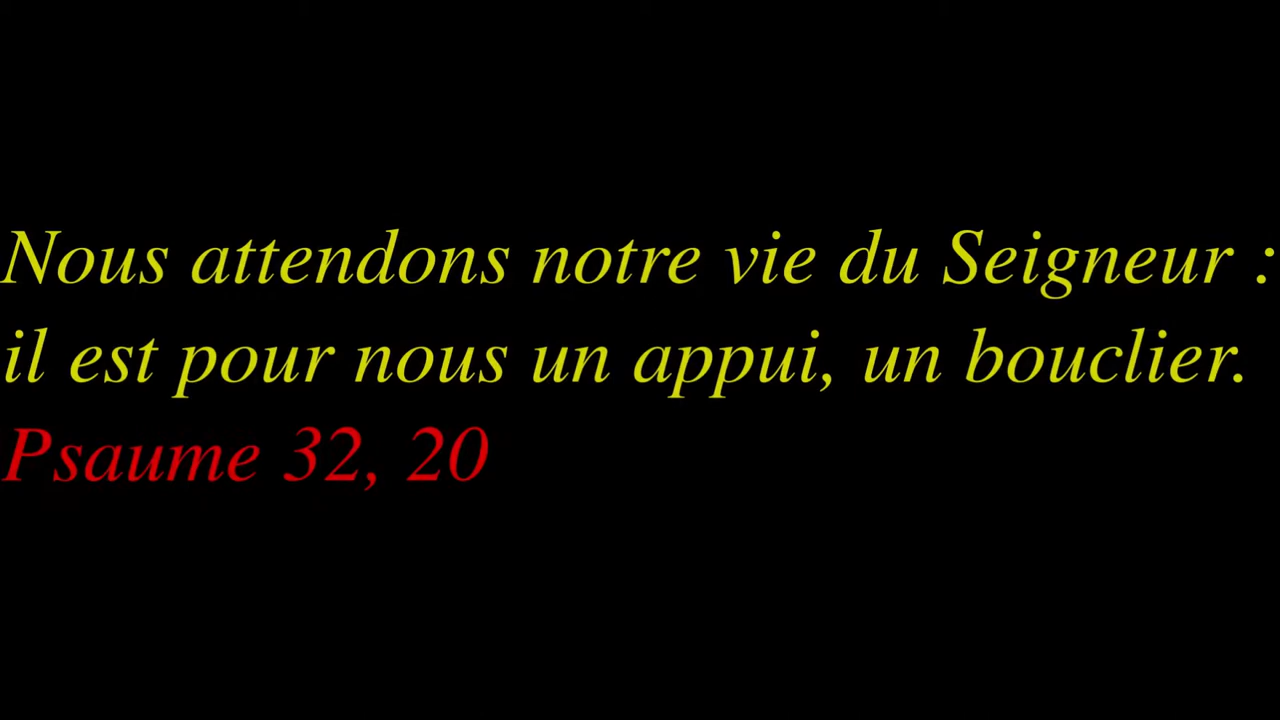 Nous attendons notre vie du Seigneur :
il est pour nous un appui, un bouclier.
Psaume 32, 20